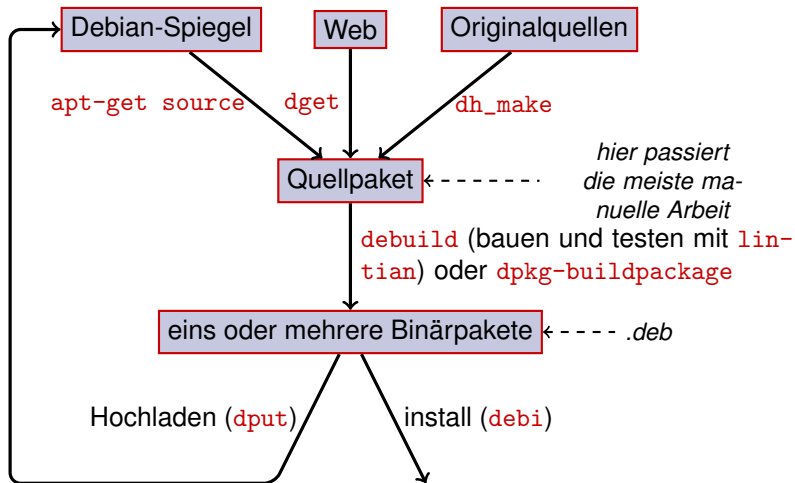 Debian-Spiegel
Web
Originalquellen
apt-get source
dget
dh_make
Quellpaket
hier passiert
die meiste ma-
nuelle Arbeit
debuild (bauen und testen mit lin-
tian) oder dpkg-buildpackage
eins oder mehrere Binärpakete
.deb
Hochladen (dput)
install (debi)